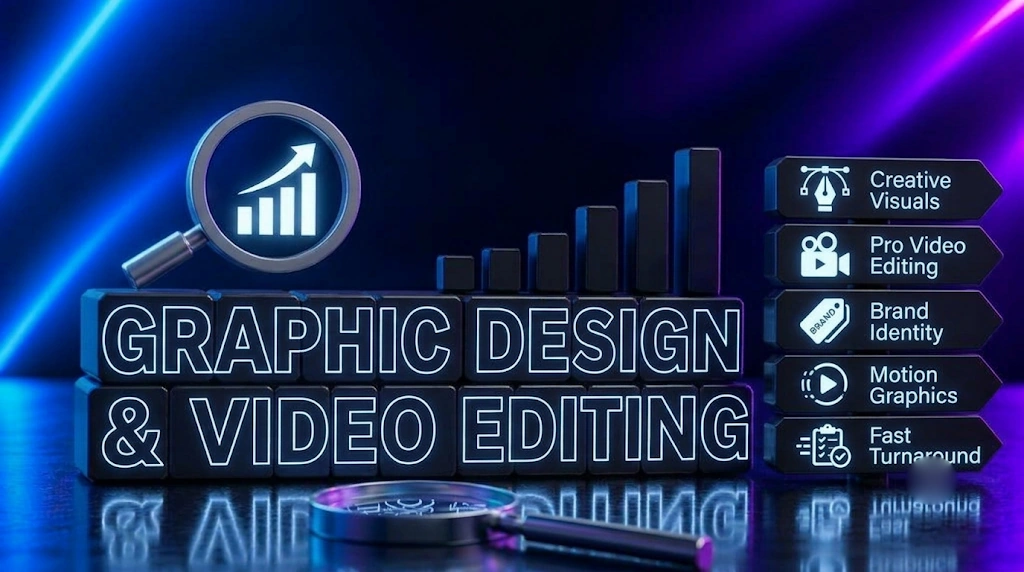 GRAPHIC DESIGN
& VIDEO EDITING
Creative
Visuals
Pro Video
Editing
BRAND
Brand
Identity
Motion
Graphics
Fast
Turnaround